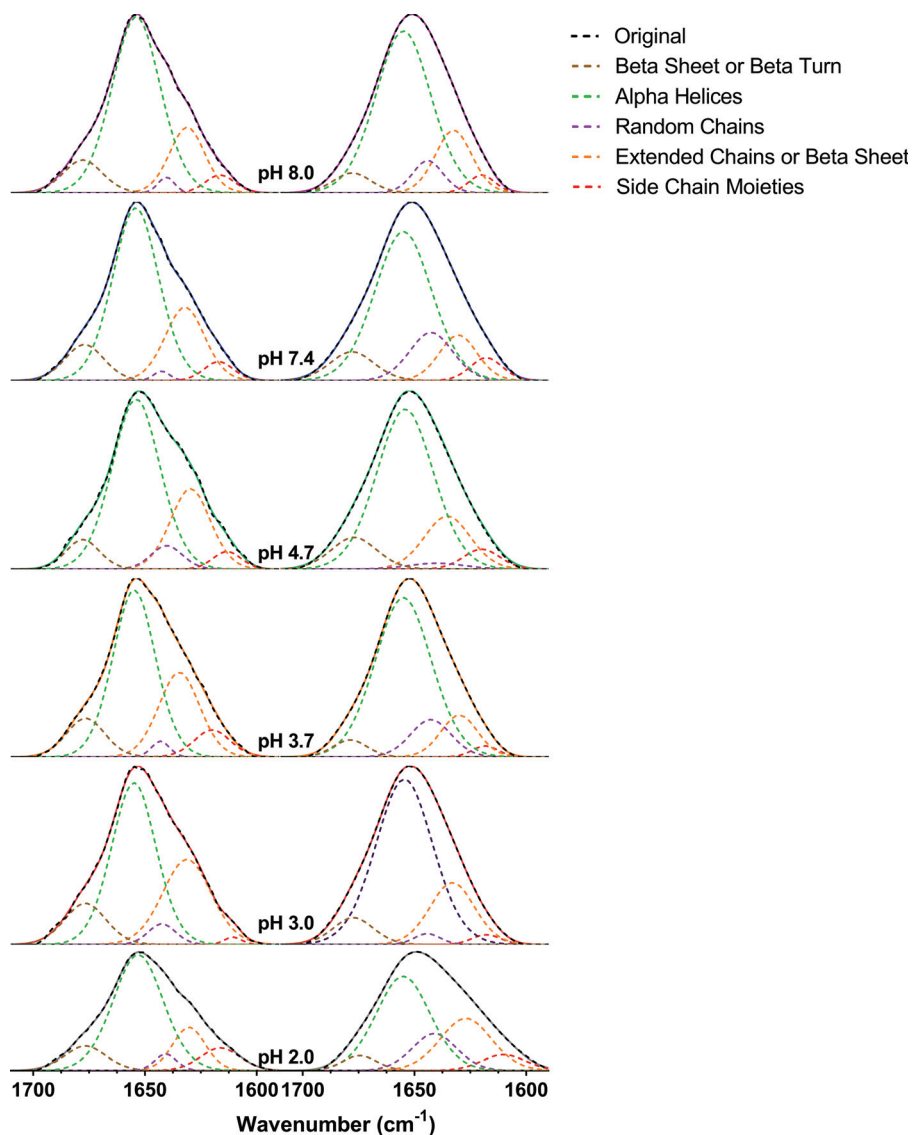 Original
Beta Sheet or Beta Turn
Alpha Helices
Random Chains
Extended Chains or Beta Sheet
Side Chain Moieties
pH 8.0
pH 7.4
pH 4.7
pH 3.7
pH 3.0
pH 2.0
1700 1650 1600 1700 1650 1600
Wavenumber (cm⁻¹)